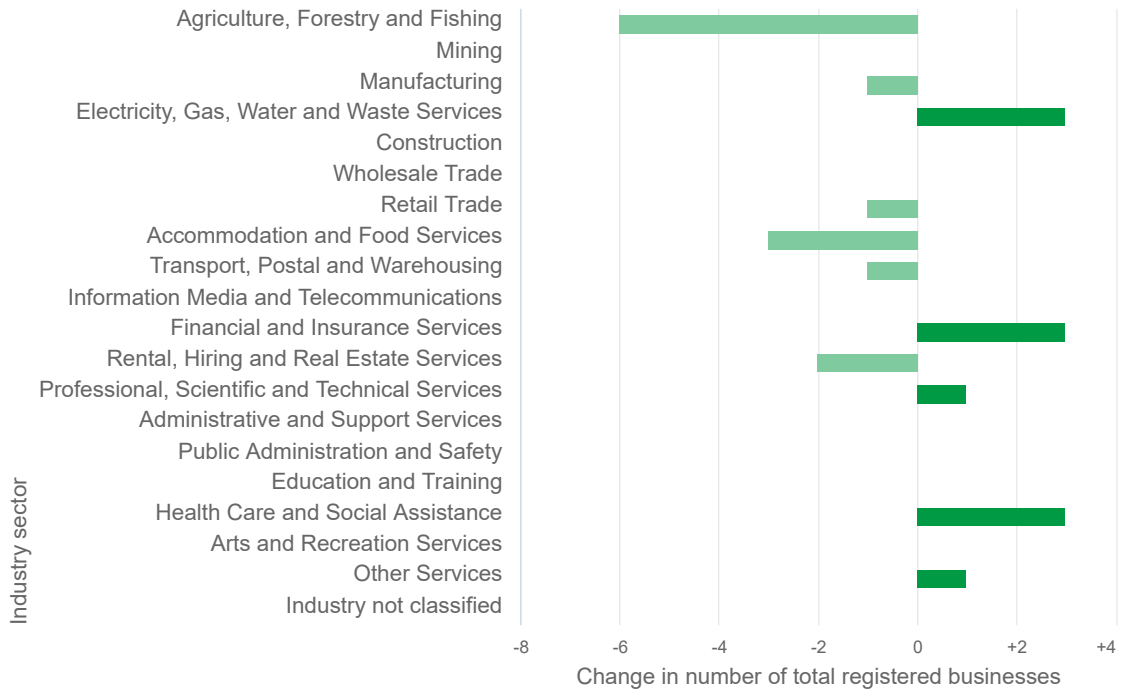 Agriculture, Forestry and Fishing
Mining
Manufacturing
Electricity, Gas, Water and Waste Services
Construction
Wholesale Trade
Retail Trade
Accommodation and Food Services
Transport, Postal and Warehousing
Information Media and Telecommunications
Financial and Insurance Services
Rental, Hiring and Real Estate Services
Professional, Scientific and Technical Services
Administrative and Support Services
Public Administration and Safety
Education and Training
Health Care and Social Assistance
Arts and Recreation Services
Other Services
Industry not classified
Industry sector
-8 -6 -4 -2 0 +2 +4
Change in number of total registered businesses